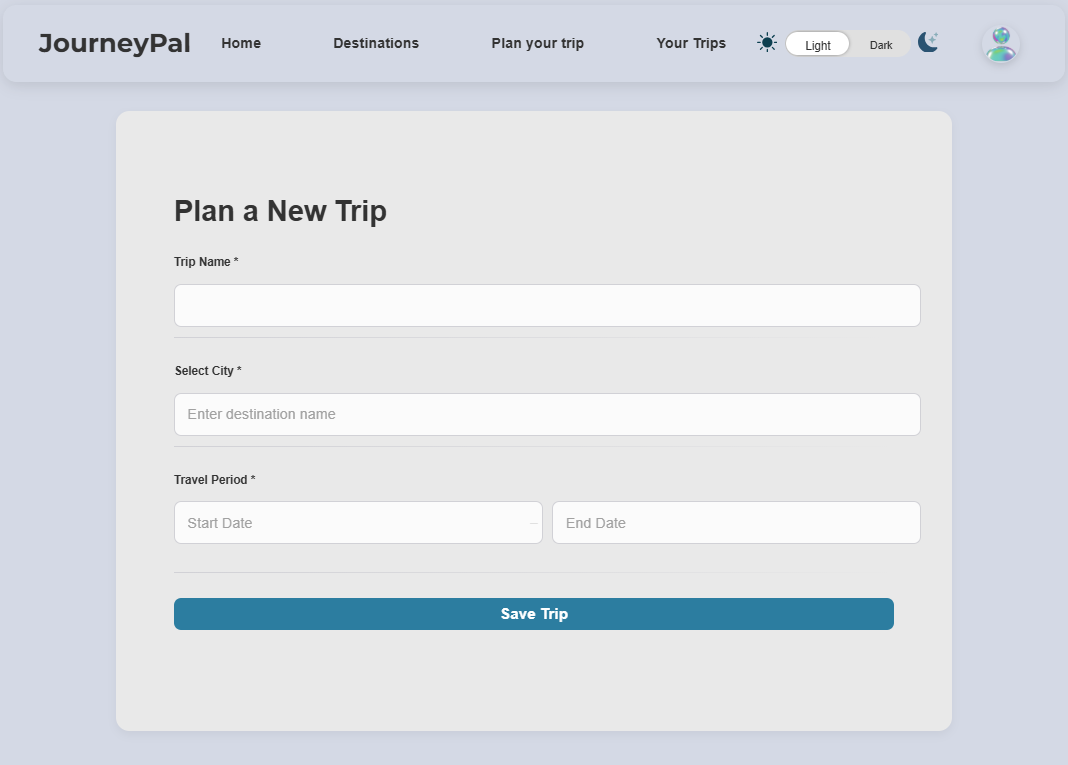 JourneyPal Home Destinations Plan your trip Your Trips Light Dark
Plan a New Trip
Trip Name *
Select City *
Enter destination name
Travel Period *
Start Date End Date
Save Trip